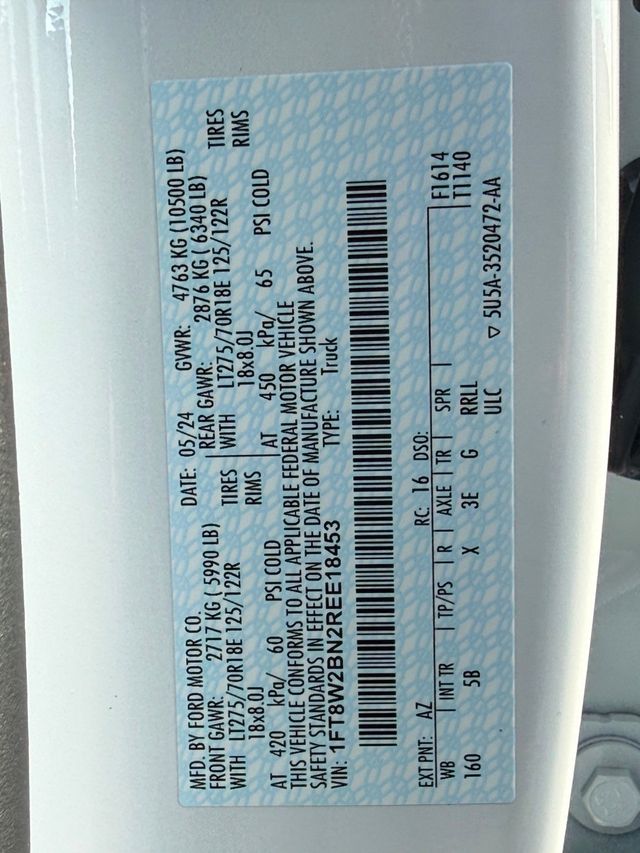 MFD. BY FORD MOTOR CO. DATE: 05/24 GVWR: 4763 KG (10500 LB)
FRONT GAWR: 2717 KG ( 5990 LB) REAR GAWR: 2876 KG ( 6340 LB)
WITH LT275/70R18E 125/122R TIRES WITH LT275/70R18E 125/122R TIRES
18x8.0J RIMS 18x8.0J RIMS
AT 420 kPa/ 60 PSI COLD AT 450 kPa/ 65 PSI COLD
THIS VEHICLE CONFORMS TO ALL APPLICABLE FEDERAL MOTOR VEHICLE
SAFETY STANDARDS IN EFFECT ON THE DATE OF MANUFACTURE SHOWN ABOVE.
VIN: 1FT8W2BN2REE18453 TYPE: Truck
EXT PNT: AZ RC: 16 DSO: F1614
WB INT TR TP/PS R AXLE TR SPR T1140
160 5B X 3E G RRLL
ULC ▽ 5U5A-3520472-AA